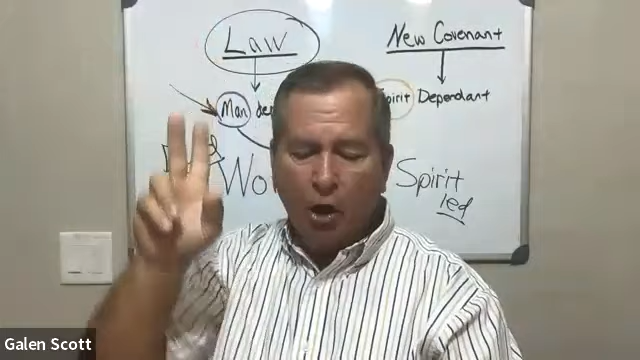 Law
New Covenant
Man
Spirit Dependant
Spirit
led
Galen Scott